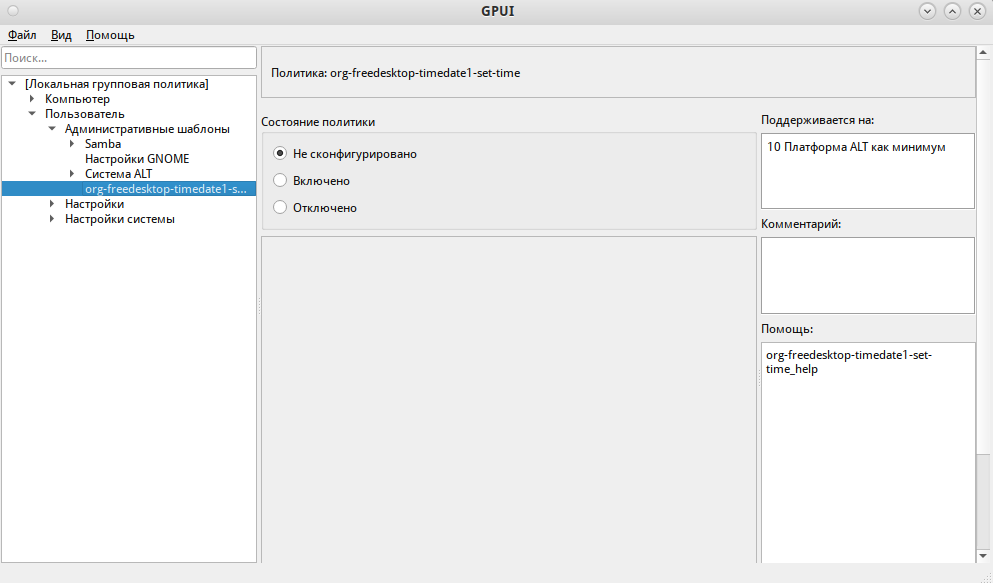 GPUI
Файл Вид Помощь
Поиск...
[Локальная групповая политика]
Компьютер
Пользователь
Административные шаблоны
Samba
Настройки GNOME
Система ALT
org-freedesktop-timedate1-s...
Настройки
Настройки системы
Политика: org-freedesktop-timedate1-set-time
Состояние политики
Не сконфигурировано
Включено
Отключено
Поддерживается на:
10 Платформа ALT как минимум
Комментарий:
Помощь:
org-freedesktop-timedate1-set-
time_help